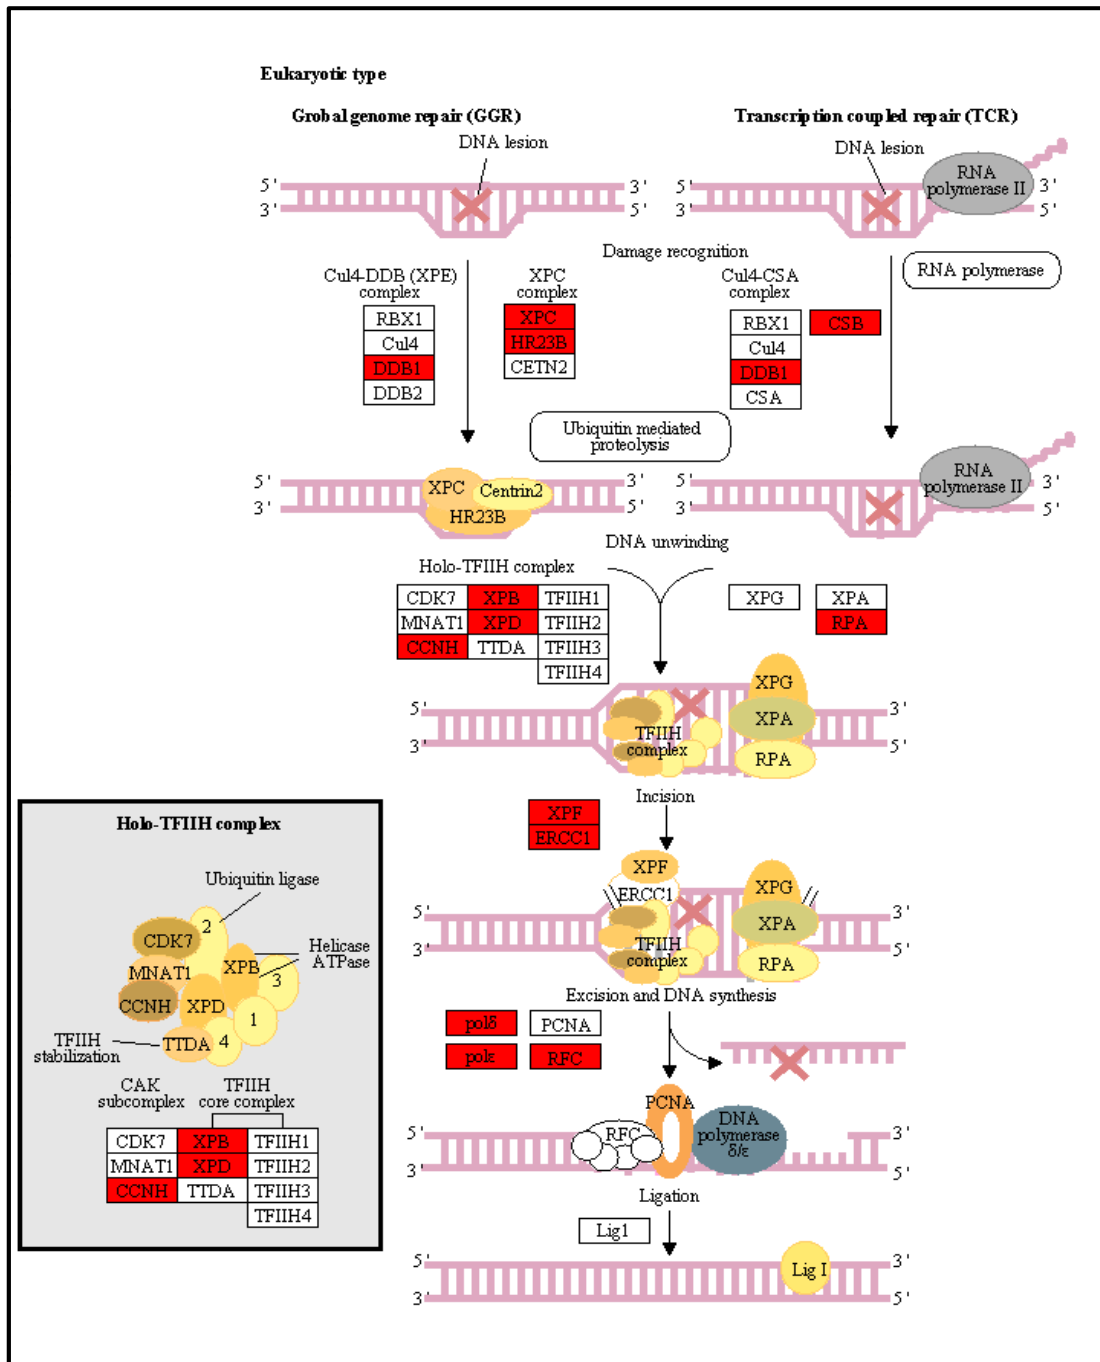 Eukaryotic type
Grobal genome repair (GGR)
Transcription coupled repair (TCR)
DNA lesion
DNA lesion
RNA
polymerase II
5'
3'
3'
5'
5'
3'
3'
5'
Damage recognition
RNA polymerase
Cul4-DDB (XPE)
complex
RBX1
Cul4
DDB1
DDB2
XPC
complex
XPC
HR23B
CETN2
Cul4-CSA
complex
RBX1
Cul4
DDB1
CSA
CSB
Ubiquitin mediated
proteolysis
5'
3'
3'
5'
XPC
Centrin2
HR23B
5'
3'
3'
5'
RNA
polymerase II
DNA unwinding
Holo-TFIIH complex
CDK7 XPB TFIIH1
MNAT1 XPD TFIIH2
CCNH TTDA TFIIH3
TFIIH4
XPG
XPA
RPA
5'
3'
3'
5'
TFIIH
complex
XPG
XPA
RPA
Incision
XPF
ERCC1
XPF
ERCC1
5'
3'
3'
5'
TFIIH
complex
XPG
XPA
RPA
Excision and DNA synthesis
polδ PCNA
polε RFC
5'
3'
3'
5'
RFC
PCNA
DNA
polymerase
δ/ε
Ligation
Lig1
5'
3'
3'
5'
Lig I
Holo-TFIIH complex
Ubiquitin ligase
2
CDK7
MNAT1
CCNH
XPB
XPD
Helicase
ATPase
3
1
TTDA
4
TFIIH
stabilization
CAK
subcomplex
TFIIH
core complex
CDK7 XPB TFIIH1
MNAT1 XPD TFIIH2
CCNH TTDA TFIIH3
TFIIH4